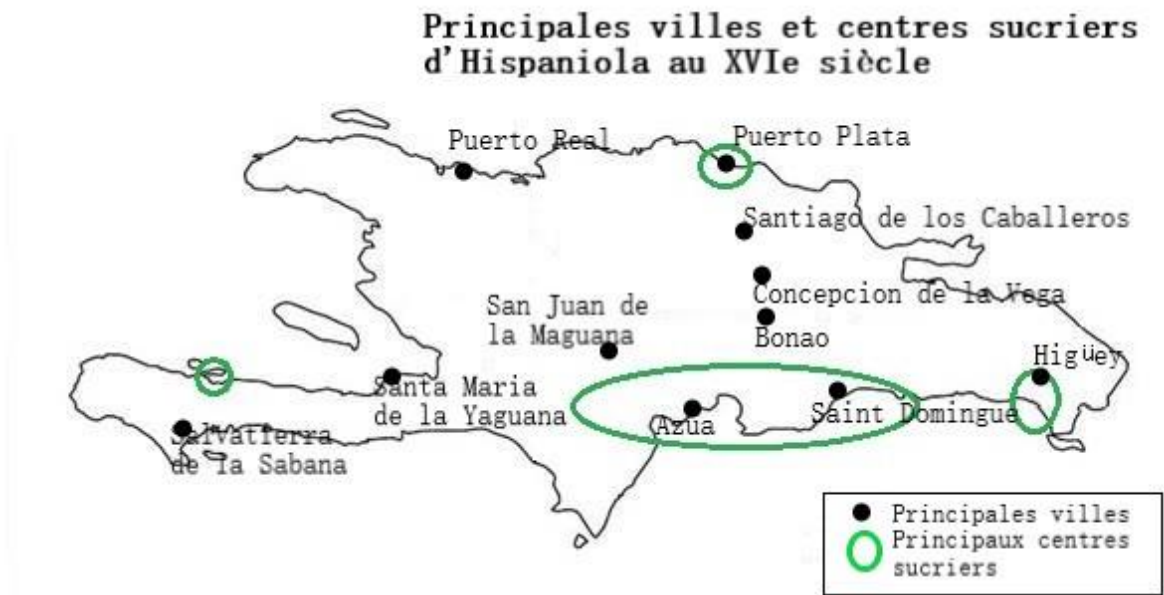 Principales villes et centres sucriers
d'Hispaniola au XVIe siècle
Puerto Real
Puerto Plata
Santiago de los Caballeros
Concepcion de la Vega
San Juan de
la Maguana
Bonao
Higüey
Santa Maria
de la Yaguana
Azua
Saint Domingue
Salvatierra
de la Sabana
Principales villes
Principaux centres
sucriers